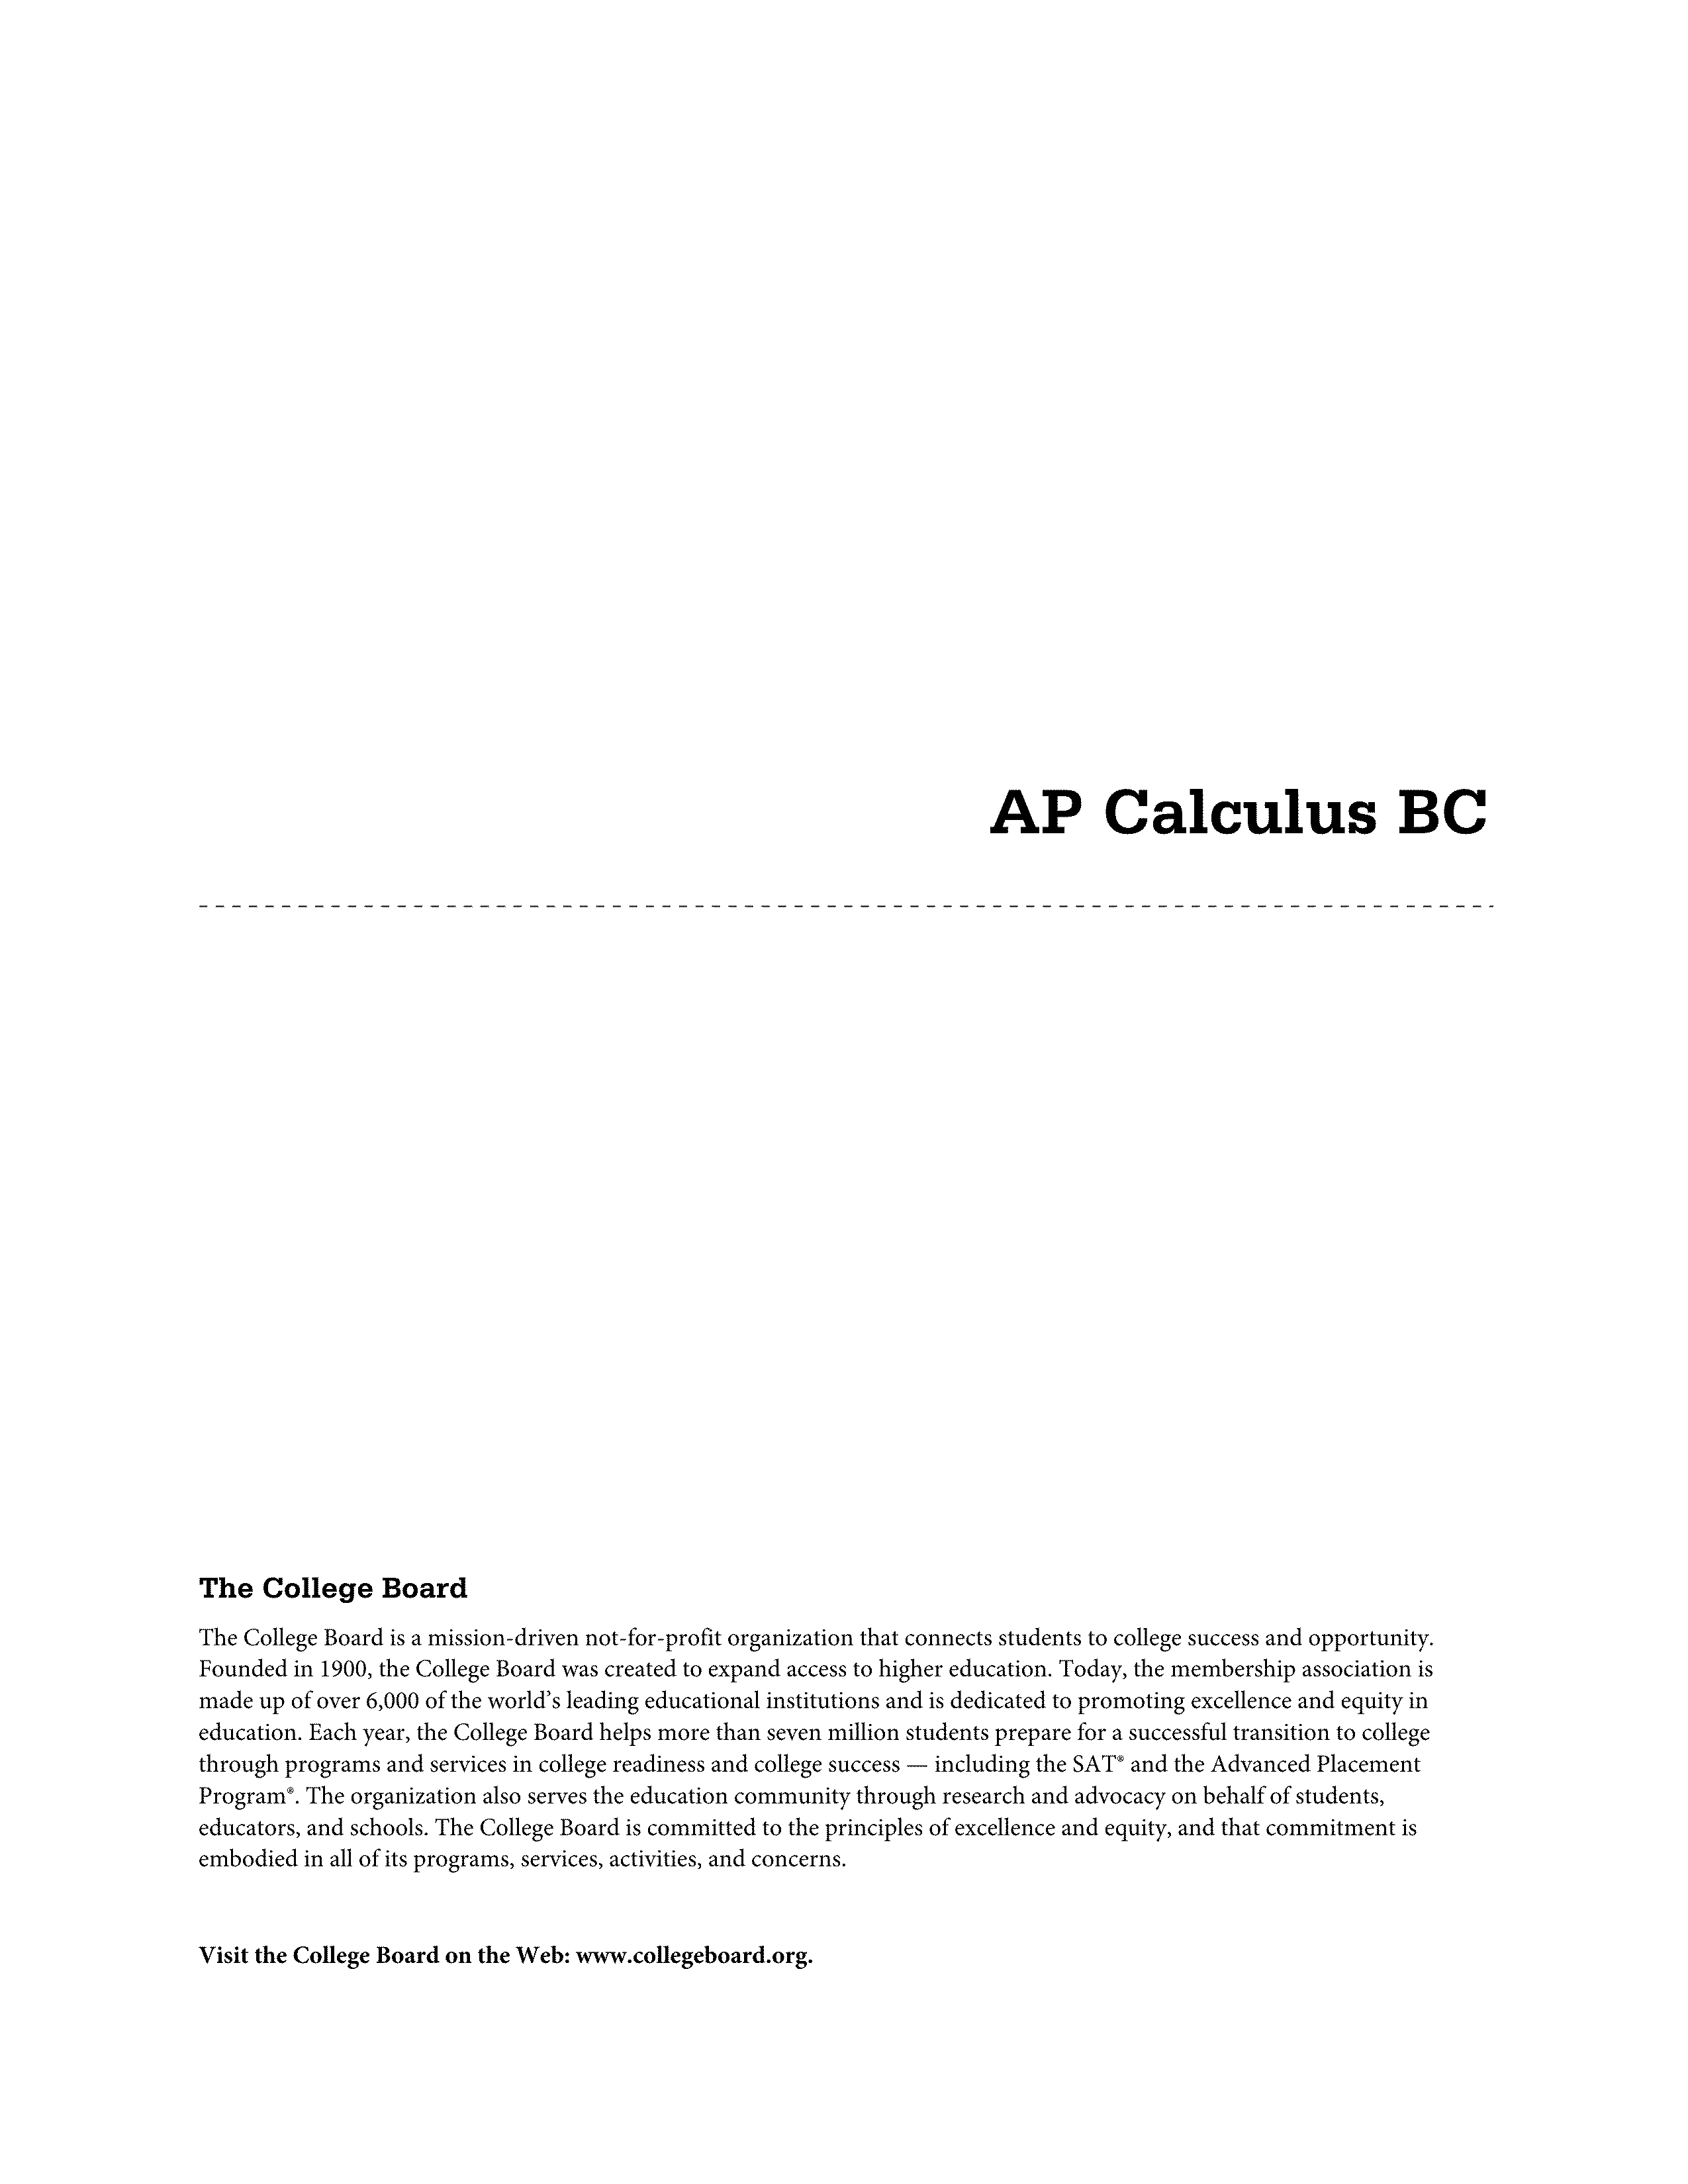 AP Calculus BC
The College Board
The College Board is a mission-driven not-for-profit organization that connects students to college success and opportunity.
Founded in 1900, the College Board was created to expand access to higher education. Today, the membership association is
made up of over 6,000 of the world’s leading educational institutions and is dedicated to promoting excellence and equity in
education. Each year, the College Board helps more than seven million students prepare for a successful transition to college
through programs and services in college readiness and college success — including the SAT® and the Advanced Placement
Program®. The organization also serves the education community through research and advocacy on behalf of students,
educators, and schools. The College Board is committed to the principles of excellence and equity, and that commitment is
embodied in all of its programs, services, activities, and concerns.
Visit the College Board on the Web: www.collegeboard.org.